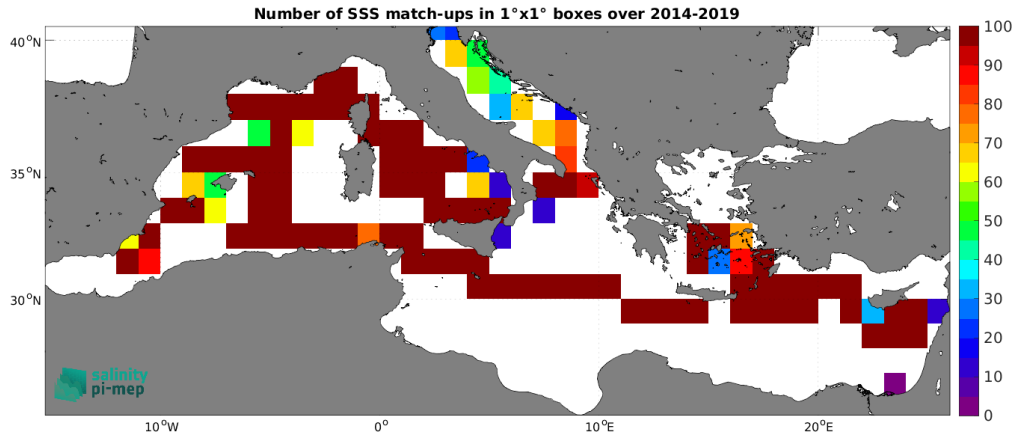 Number of SSS match-ups in 1°x1° boxes over 2014-2019
40°N
35°N
30°N
10°W
0°
10°E
20°E
100
90
80
70
60
50
40
30
20
10
0
salinity
pi-mep